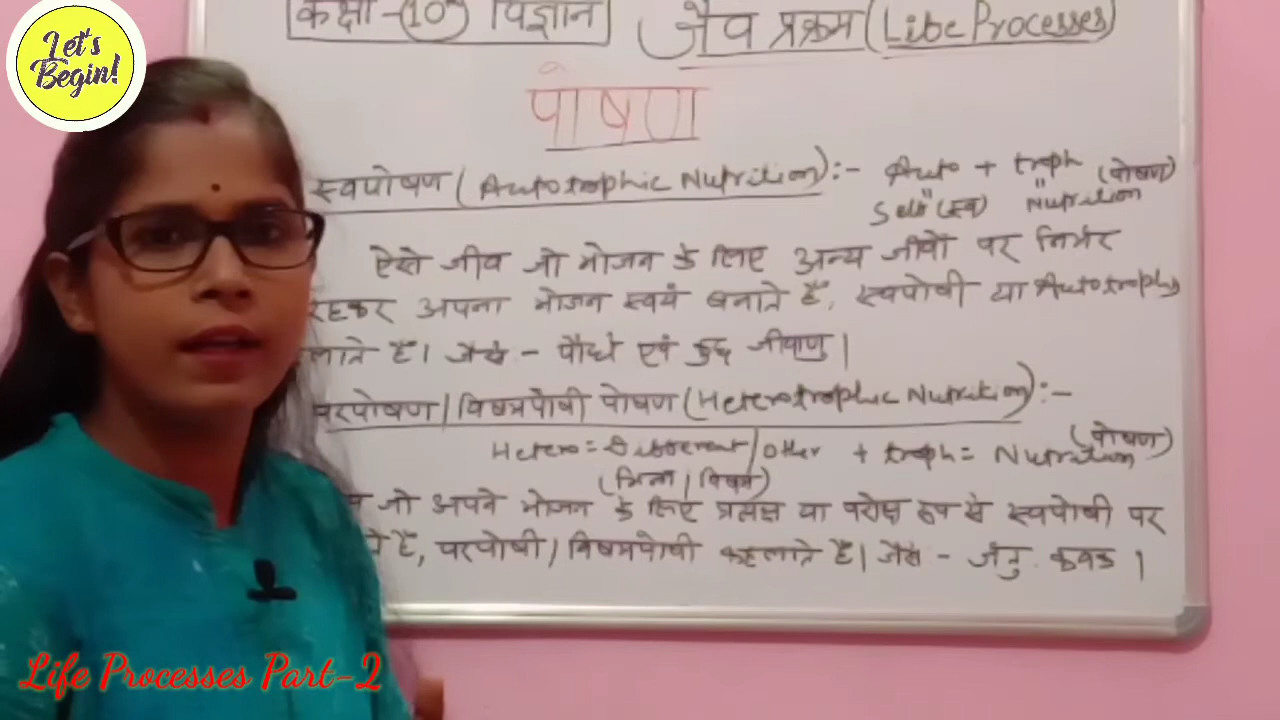 Let's
Begin!
कक्षा-10th विज्ञान जैव प्रक्रम (Life Processes)
पोषण
स्वपोषण (Autotrophic Nutrition) :- Auto + troph (पोषण)
Self (स्व) Nutrition
ऐसे जीव जो भोजन के लिए अन्य जीवों पर निर्भर
रहकर अपना भोजन स्वयं बनाते हैं, स्वपोषी या Autotrophs
लाते हैं। जैसे - पौधे एवं कुछ जीवाणु।
परपोषण / विषमपोषी पोषण (Heterotrophic Nutrition) :-
Hetero = Different / Other + troph = Nutrition (पोषण)
(भिन्न / विषम)
जो अपने भोजन के लिए प्रत्यक्ष या परोक्ष रूप से स्वपोषी पर
हैं, परपोषी / विषमपोषी कहलाते हैं। जैसे - जंतु, कवक।
Life Processes Part-2